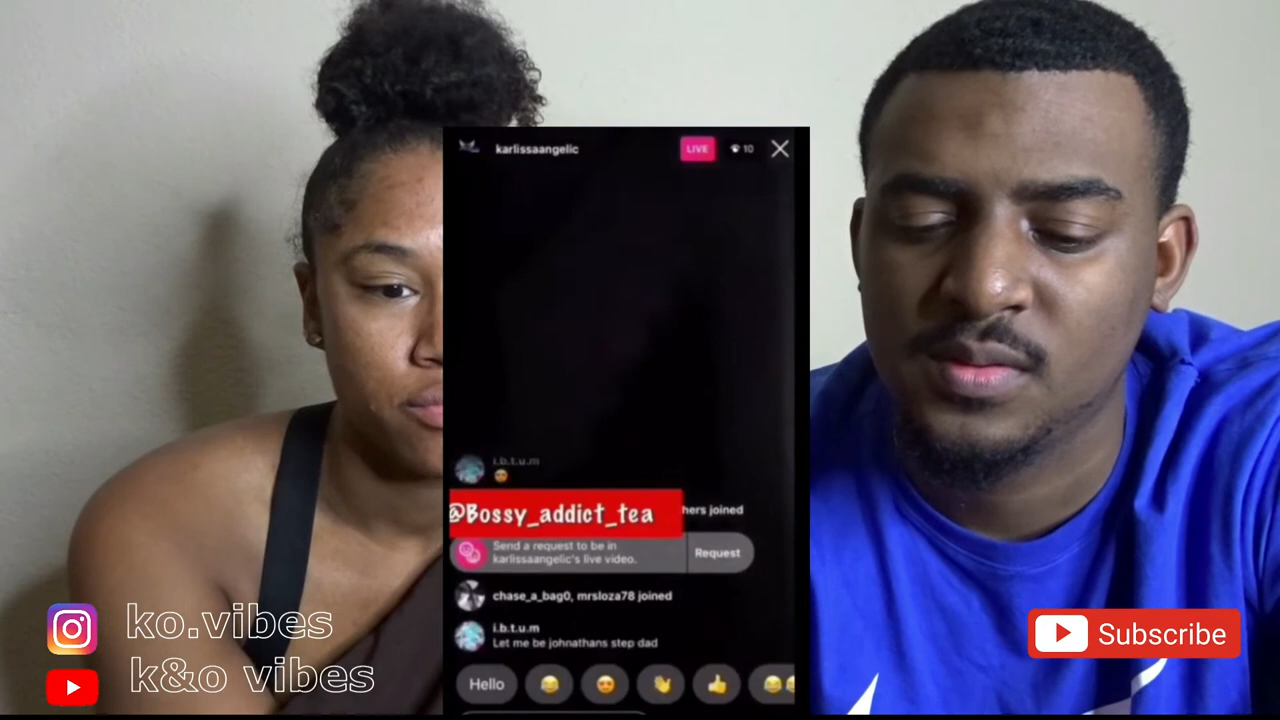 karlissaangelic
LIVE
10
i.b.t.u.m
@Bossy_addict_tea
hers joined
Send a request to be in
karlissaangelic's live video.
Request
chase_a_bag0, mrsloza78 joined
i.b.t.u.m
Let me be johnathans step dad
Hello
ko.vibes
k&o vibes
Subscribe